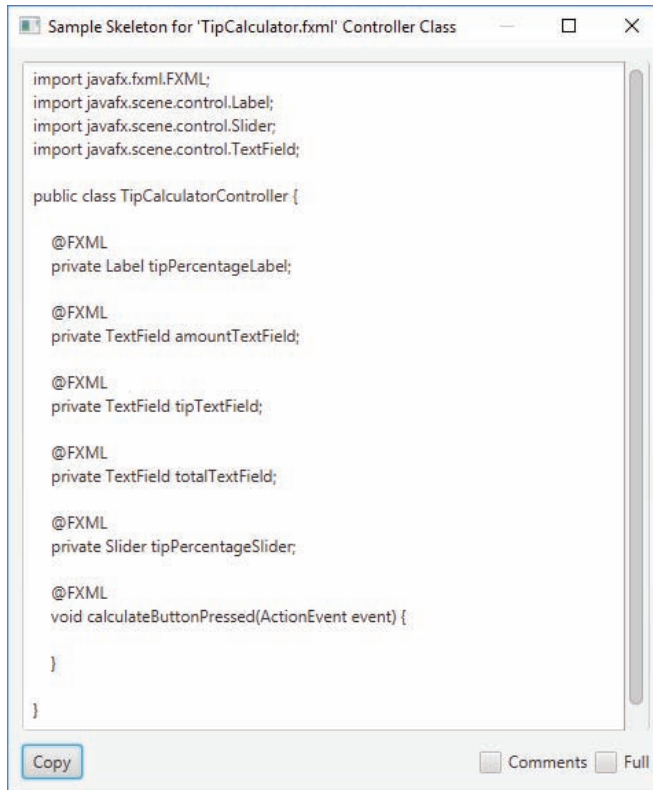 Sample Skeleton for 'TipCalculator.fxml' Controller Class
import javafx.fxml.FXML;
import javafx.scene.control.Label;
import javafx.scene.control.Slider;
import javafx.scene.control.TextField;
public class TipCalculatorController {
@FXML
private Label tipPercentageLabel;
@FXML
private TextField amountTextField;
@FXML
private TextField tipTextField;
@FXML
private TextField totalTextField;
@FXML
private Slider tipPercentageSlider;
@FXML
void calculateButtonPressed(ActionEvent event) {
}
}
Copy Comments Full